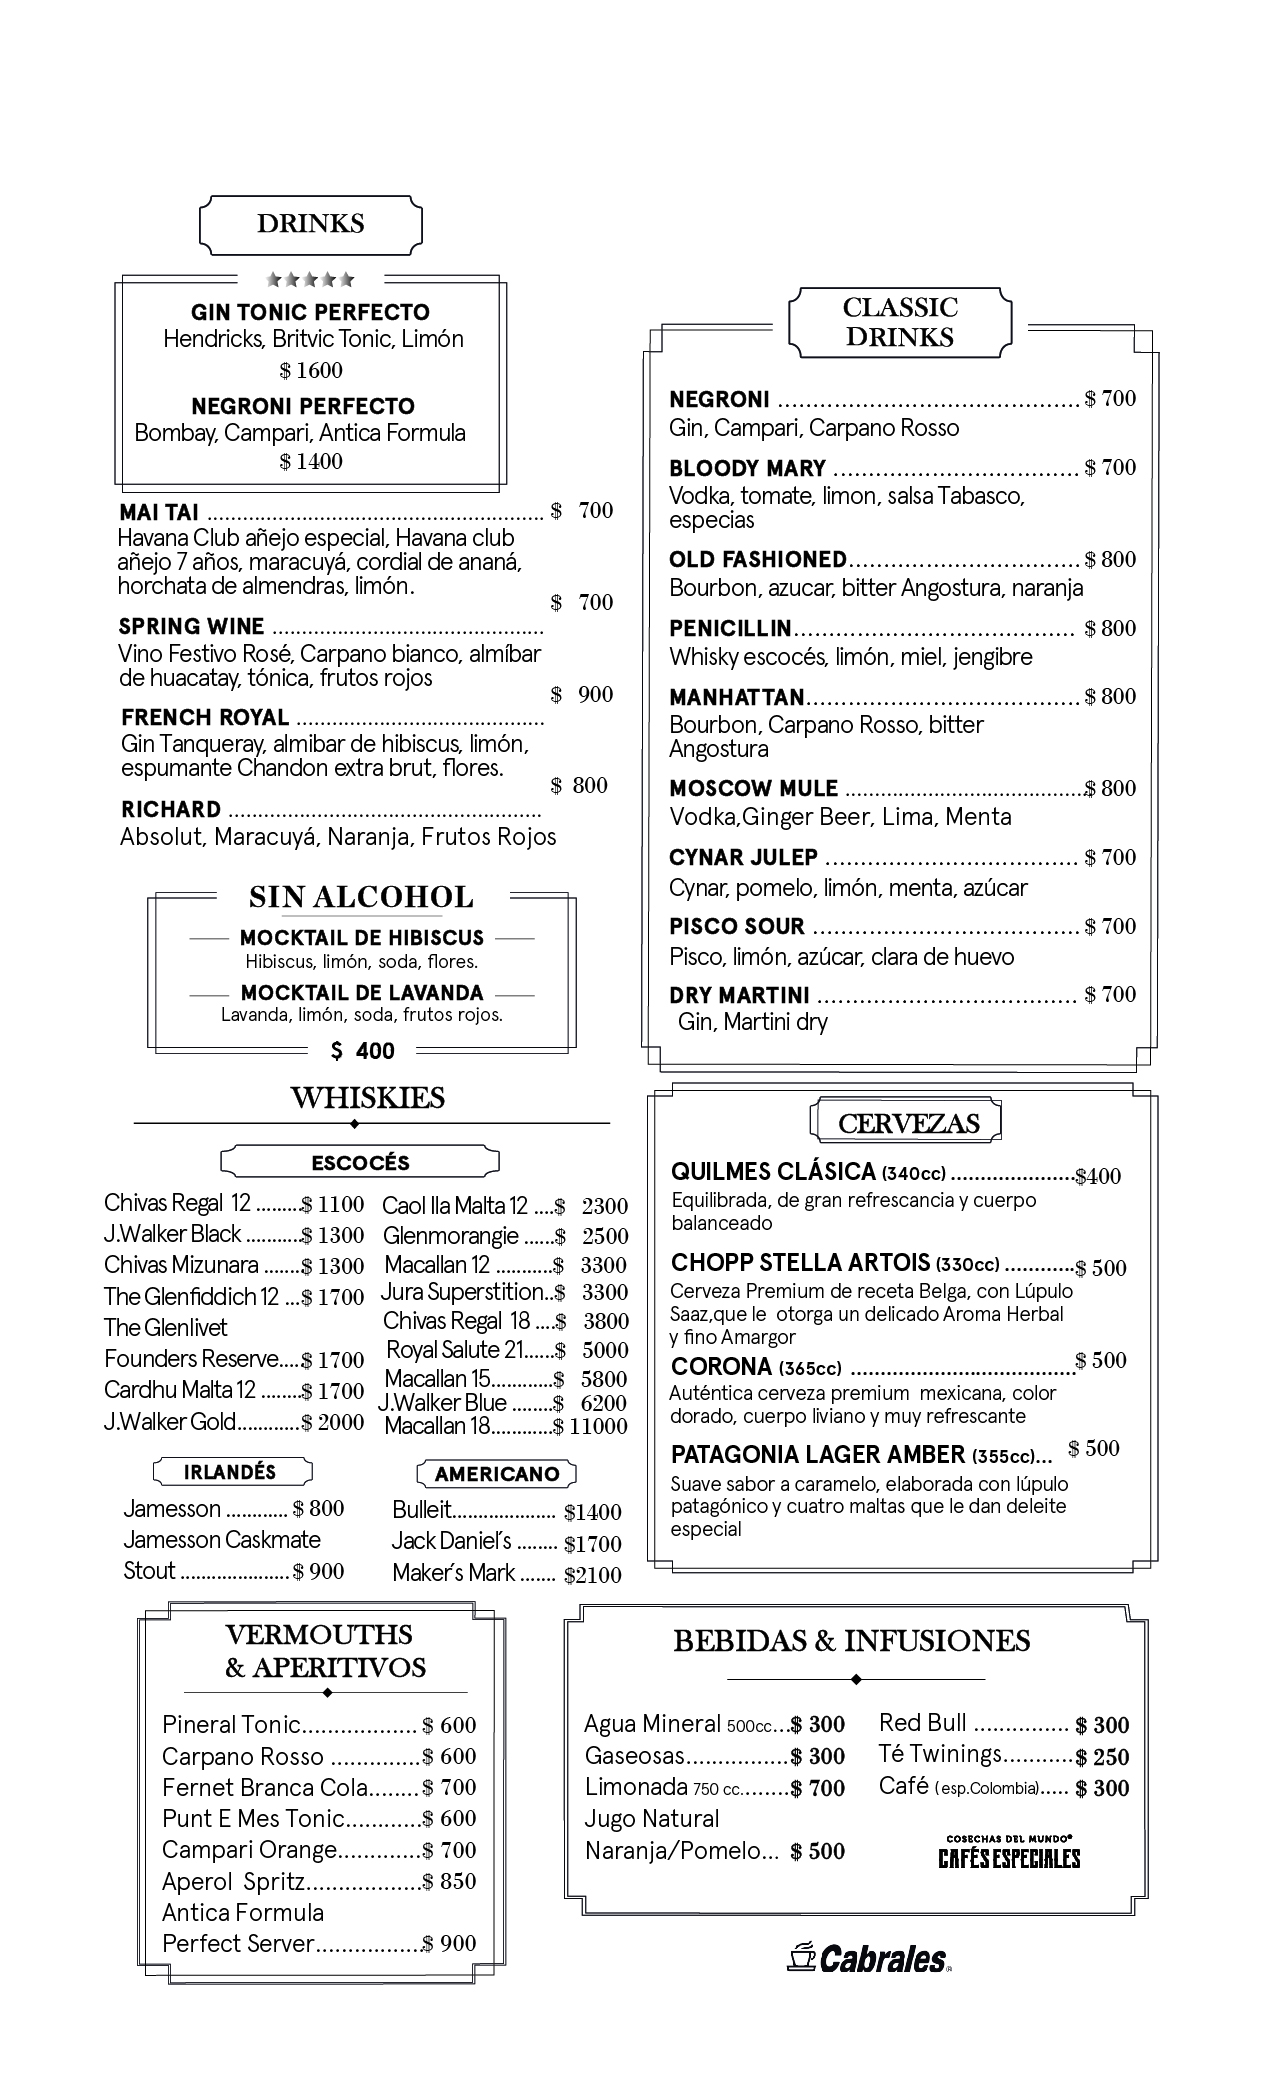 DRINKS
GIN TONIC PERFECTO
Hendricks, Britvic Tonic, Limón
$ 1600
NEGRONI PERFECTO
Bombay, Campari, Antica Formula
$ 1400
MAI TAI ........................................................ $ 700
Havana Club añejo especial, Havana club
añejo 7 años, maracuyá, cordial de ananá,
horchata de almendras, limón.
$ 700
SPRING WINE .............................................
Vino Festivo Rosé, Carpano bianco, almíbar
de huacatay, tónica, frutos rojos
$ 900
FRENCH ROYAL .........................................
Gin Tanqueray, almibar de hibiscus, limón,
espumante Chandon extra brut, flores.
$ 800
RICHARD ....................................................
Absolut, Maracuyá, Naranja, Frutos Rojos
SIN ALCOHOL
MOCKTAIL DE HIBISCUS
Hibiscus, limón, soda, flores.
MOCKTAIL DE LAVANDA
Lavanda, limón, soda, frutos rojos.
$ 400
WHISKIES
ESCOCÉS
Chivas Regal 12 ........$ 1100
J.Walker Black ..........$ 1300
Chivas Mizunara .......$ 1300
The Glenfiddich 12 ...$ 1700
The Glenlivet
Founders Reserve....$ 1700
Cardhu Malta 12 .......$ 1700
J.Walker Gold...........$ 2000
Caol Ila Malta 12 ....$ 2300
Glenmorangie ......$ 2500
Macallan 12 ..........$ 3300
Jura Superstition..$ 3300
Chivas Regal 18 ....$ 3800
Royal Salute 21......$ 5000
Macallan 15...........$ 5800
J.Walker Blue .......$ 6200
Macallan 18...........$ 11000
IRLANDÉS
Jamesson ............ $ 800
Jamesson Caskmate
Stout .....................$ 900
AMERICANO
Bulleit.................... $1400
Jack Daniel´s ........ $1700
Maker´s Mark ....... $2100
VERMOUTHS
& APERITIVOS
Pineral Tonic.................. $ 600
Carpano Rosso ..............$ 600
Fernet Branca Cola........$ 700
Punt E Mes Tonic............$ 600
Campari Orange.............$ 700
Aperol Spritz..................$ 850
Antica Formula
Perfect Server.................$ 900
CLASSIC
DRINKS
NEGRONI .......................................$ 700
Gin, Campari, Carpano Rosso
BLOODY MARY ................................$ 700
Vodka, tomate, limon, salsa Tabasco,
especias
OLD FASHIONED..............................$ 800
Bourbon, azucar, bitter Angostura, naranja
PENICILLIN.................................... $ 800
Whisky escocés, limón, miel, jengibre
MANHATTAN...................................$ 800
Bourbon, Carpano Rosso, bitter
Angostura
MOSCOW MULE ........................................$ 800
Vodka,Ginger Beer, Lima, Menta
CYNAR JULEP ................................. $ 700
Cynar, pomelo, limón, menta, azúcar
PISCO SOUR ...................................$ 700
Pisco, limón, azúcar, clara de huevo
DRY MARTINI .................................. $ 700
Gin, Martini dry
CERVEZAS
QUILMES CLÁSICA (340cc) ......................$400
Equilibrada, de gran refrescancia y cuerpo
balanceado
CHOPP STELLA ARTOIS (330cc) ............$ 500
Cerveza Premium de receta Belga, con Lúpulo
Saaz,que le otorga un delicado Aroma Herbal
y fino Amargor
CORONA (365cc) .......................................$ 500
Auténtica cerveza premium mexicana, color
dorado, cuerpo liviano y muy refrescante
PATAGONIA LAGER AMBER (355cc)... $ 500
Suave sabor a caramelo, elaborada con lúpulo
patagónico y cuatro maltas que le dan deleite
especial
BEBIDAS & INFUSIONES
Agua Mineral 500cc...$ 300
Gaseosas................$ 300
Limonada 750 cc........$ 700
Jugo Natural
Naranja/Pomelo... $ 500
Red Bull ............... $ 300
Té Twinings...........$ 250
Café (esp.Colombia)..... $ 300
COSECHAS DEL MUNDO®
CAFÉS ESPECIALES
Cabrales®